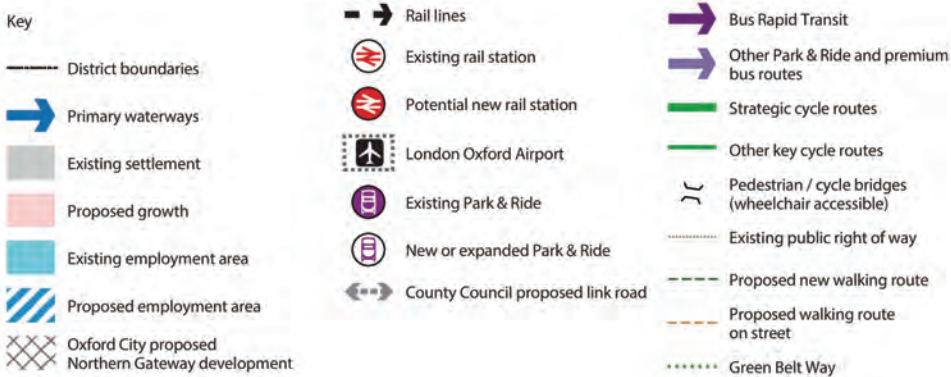 Key
District boundaries
Primary waterways
Existing settlement
Proposed growth
Existing employment area
Proposed employment area
Oxford City proposed
Northern Gateway development
Rail lines
Existing rail station
Potential new rail station
London Oxford Airport
Existing Park & Ride
New or expanded Park & Ride
County Council proposed link road
Bus Rapid Transit
Other Park & Ride and premium
bus routes
Strategic cycle routes
Other key cycle routes
Pedestrian / cycle bridges
(wheelchair accessible)
Existing public right of way
Proposed new walking route
Proposed walking route
on street
Green Belt Way